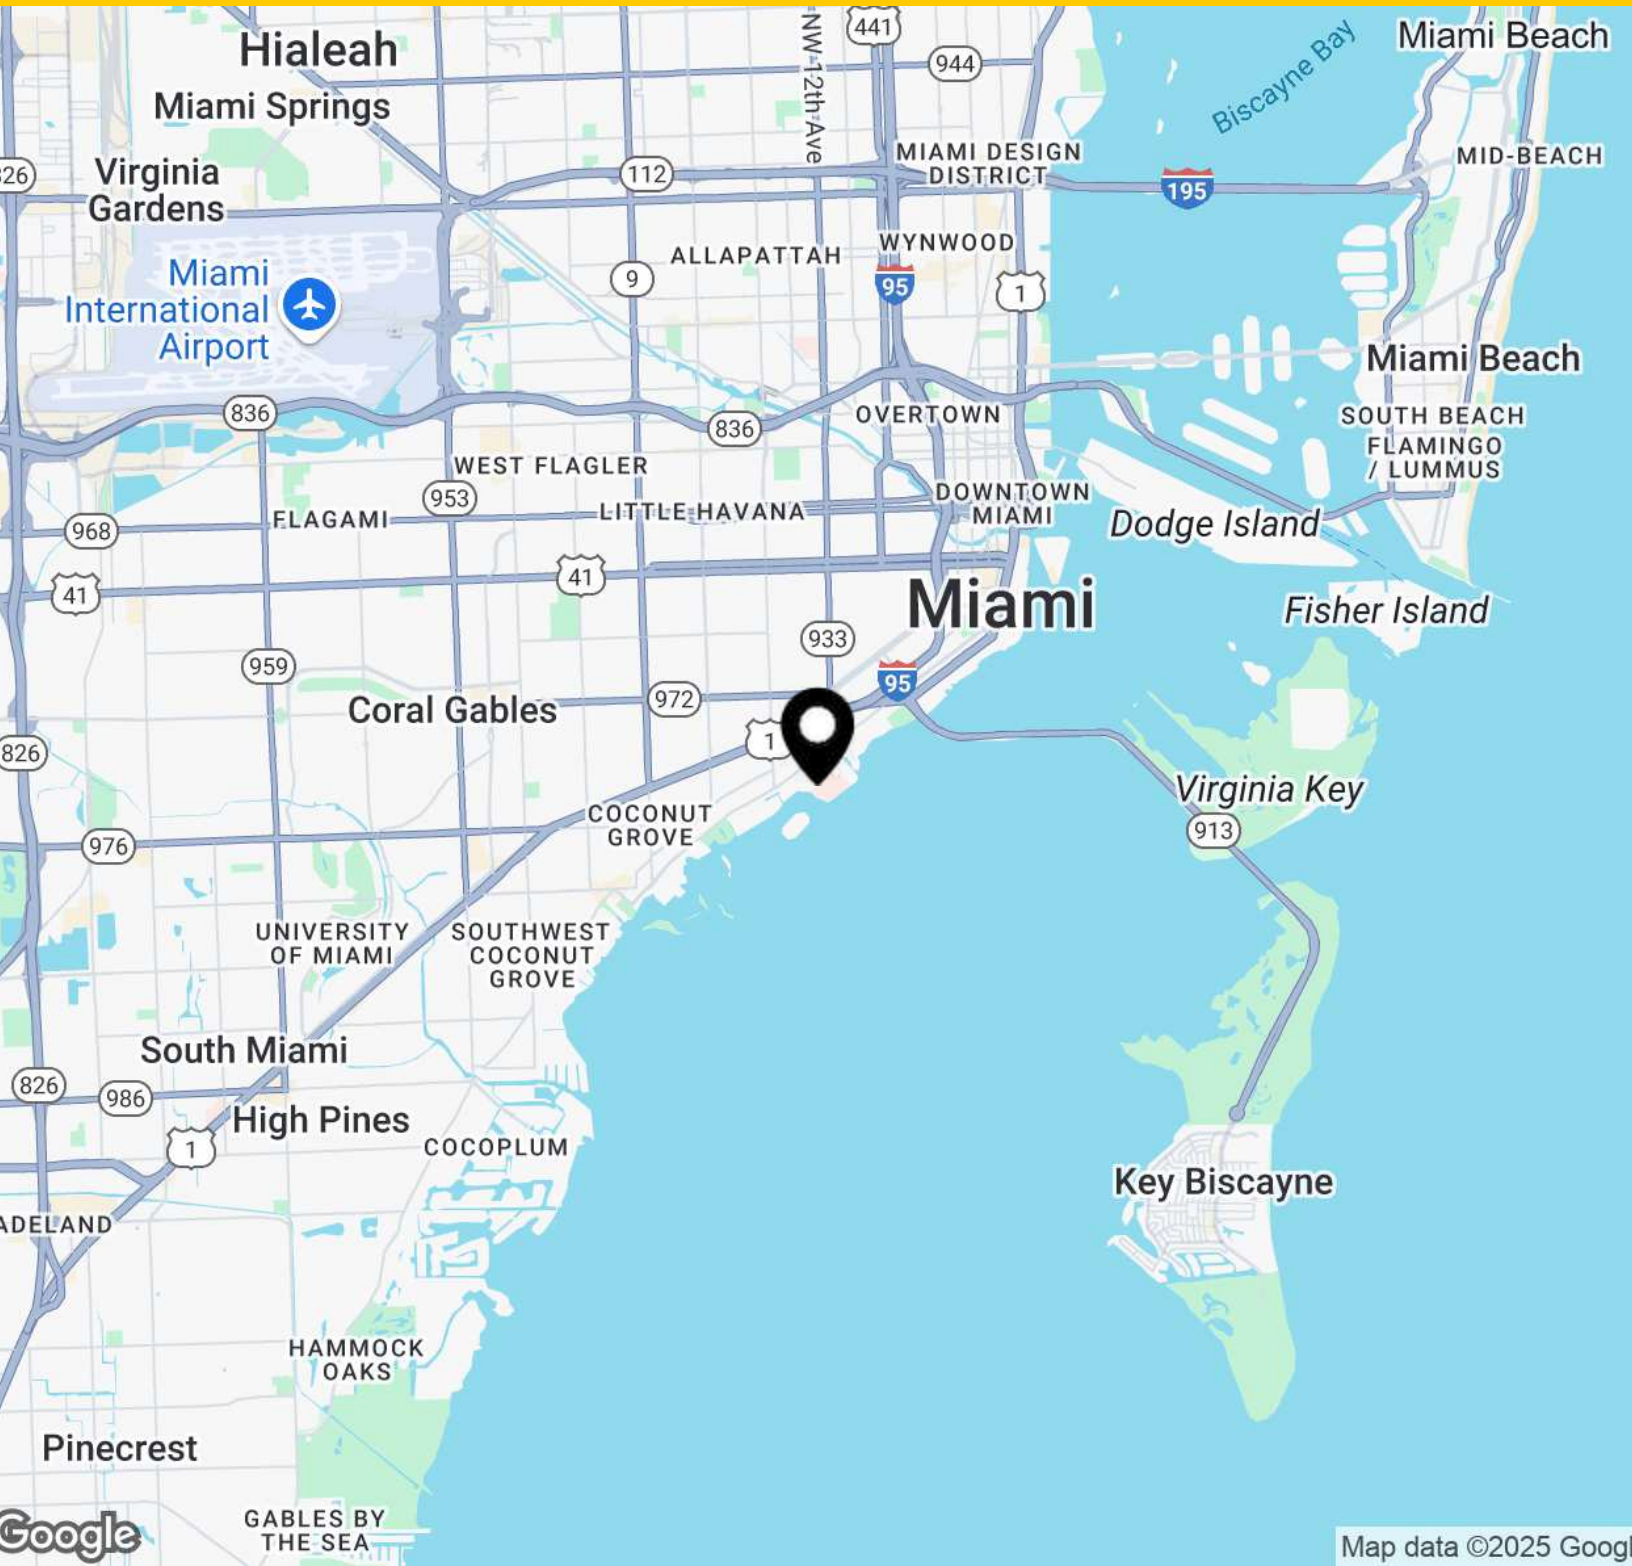 441
Miami Beach
Hialeah
944
Biscayne Bay
NW 12th Ave
Miami Springs
MIAMI DESIGN
DISTRICT
MID-BEACH
826
Virginia
Gardens
112
195
WYNWOOD
ALLAPATTAH
Miami
International
Airport
9
95
1
Miami Beach
836
836
OVERTOWN
SOUTH BEACH
FLAMINGO
/ LUMMUS
WEST FLAGLER
953
DOWNTOWN
MIAMI
LITTLE HAVANA
FLAGAMI
968
Dodge Island
41
41
Miami
Fisher Island
933
959
95
972
Coral Gables
1
826
Virginia Key
COCONUT
GROVE
913
976
UNIVERSITY
OF MIAMI
SOUTHWEST
COCONUT
GROVE
South Miami
826
986
High Pines
1
COCOPLUM
Key Biscayne
ADELAND
HAMMOCK
OAKS
Pinecrest
GABLES BY
THE SEA
Google
Map data ©2025 Googl